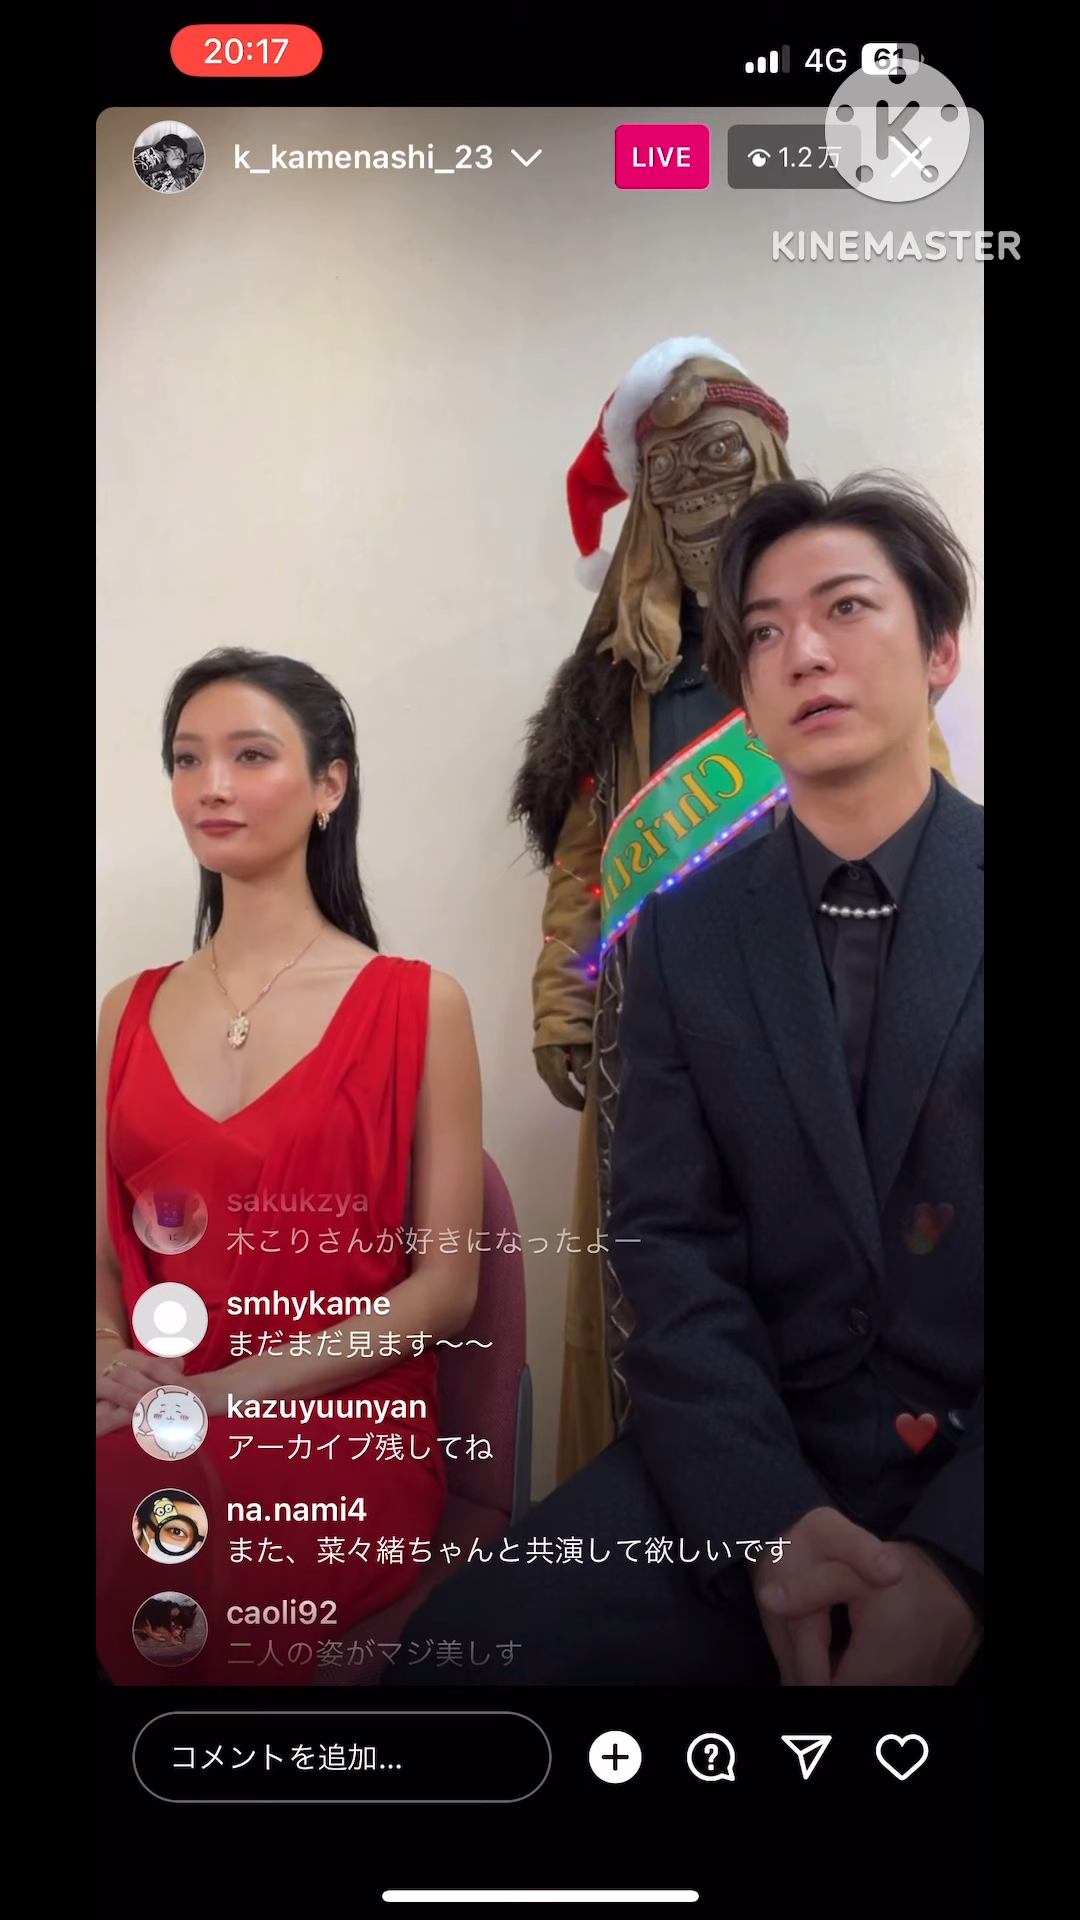 20:17
4G 61
k_kamenashi_23
LIVE
1.2万
K
KINEMASTER
Christ
sakukzya
木こりさんが好きになったよー
smhykame
まだまだ見ます〜〜
kazuyuunyan
アーカイブ残してね
na.nami4
また、菜々緒ちゃんと共演して欲しいです
caoli92
二人の姿がマジ美しす
コメントを追加...